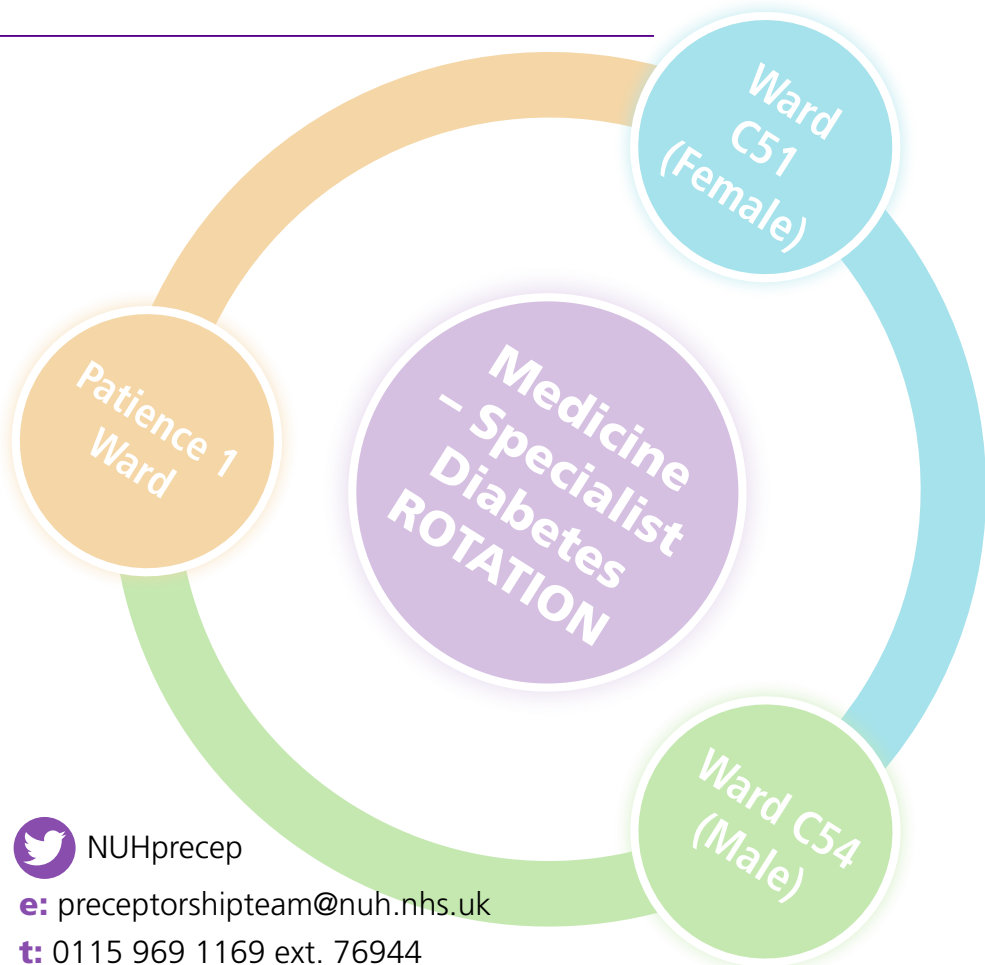 Ward
C51
(Female)
Patience 1
Ward
Medicine
– Specialist
Diabetes
ROTATION
Ward C54
(Male)
NUHprecep
e: preceptorshipteam@nuh.nhs.uk
t: 0115 969 1169 ext. 76944